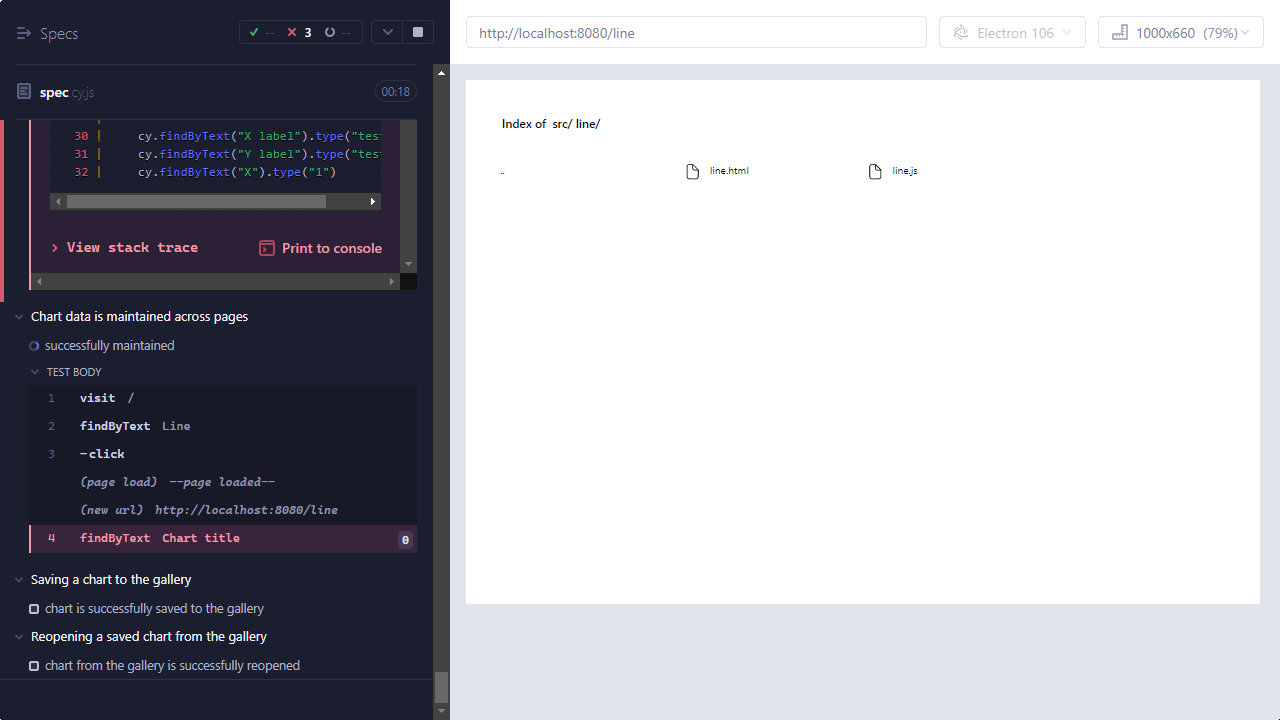 Specs
-- 3 --
spec.cy.js
00:18
30 | cy.findByText("X label").type("tes
31 | cy.findByText("Y label").type("tes
32 | cy.findByText("X").type("1")
View stack trace
Print to console
Chart data is maintained across pages
successfully maintained
TEST BODY
1 visit /
2 findByText Line
3 -click
(page load) --page loaded--
(new url) http://localhost:8080/line
4 findByText Chart title 0
Saving a chart to the gallery
chart is successfully saved to the gallery
Reopening a saved chart from the gallery
chart from the gallery is successfully reopened
http://localhost:8080/line
Electron 106
1000x660 (79%)
Index of src/ line/
..
line.html
line.js